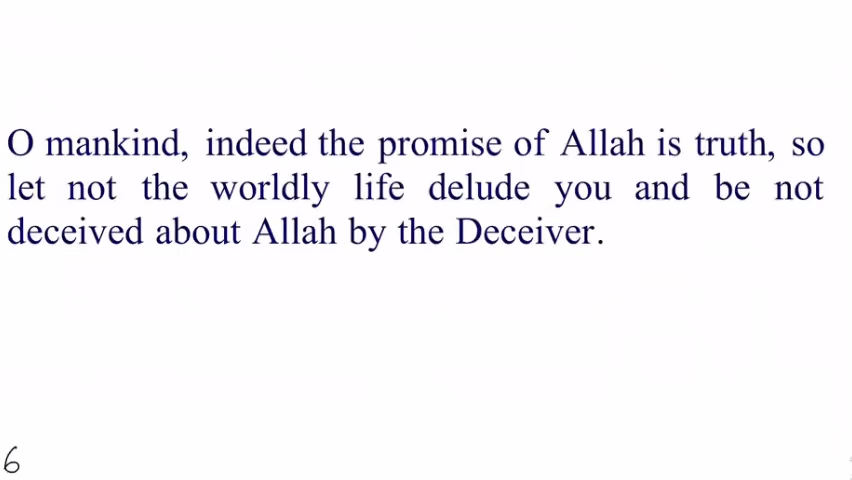 O mankind, indeed the promise of Allah is truth, so
let not the worldly life delude you and be not
deceived about Allah by the Deceiver.
6